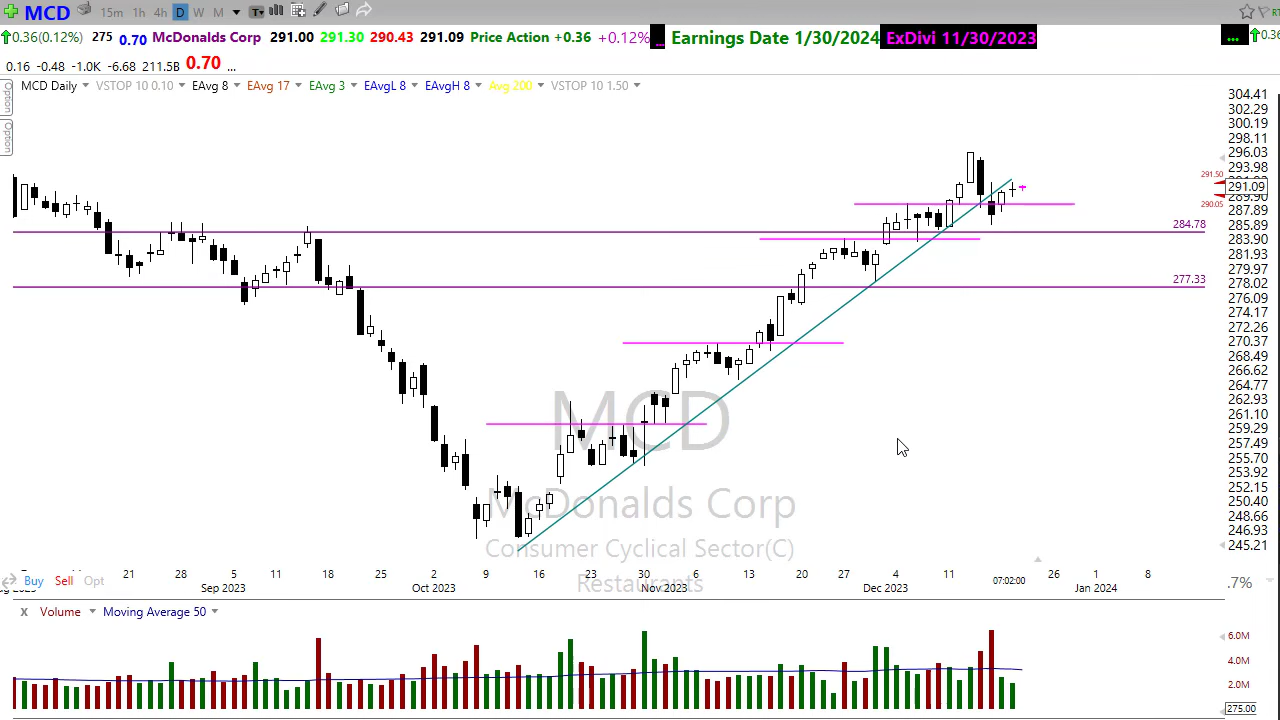 MCD 15m 1h 4h D W M T
0.36(0.12%) 275 0.70 McDonalds Corp 291.00 291.30 290.43 291.09 Price Action +0.36 +0.12% ... Earnings Date 1/30/2024 ExDivi 11/30/2023 ... 0.36
0.16 -0.48 -1.0K -6.68 211.5B 0.70 ...
MCD Daily VSTOP 10 0.10 EAvg 8 EAvg 17 EAvg 3 EAvgL 8 EAvgH 8 Avg 200 VSTOP 10 1.50
Option
Option
304.41
302.29
300.19
298.11
296.03
293.98
291.50
291.09
289.90
290.05
287.89
285.89
284.78
283.90
281.93
279.97
277.33
278.02
276.09
274.17
272.26
270.37
268.49
266.62
264.77
262.93
261.10
259.29
257.49
255.70
253.92
252.15
250.40
248.66
246.93
245.21
MCD
McDonalds Corp
Consumer Cyclical Sector(C)
Restaurants
Buy Sell Opt
21 28 5 11 18 25 2 9 16 23 30 6 13 20 27 4 11 07:02:00 26 1 8
Sep 2023 Oct 2023 Nov 2023 Dec 2023 Jan 2024
.7%
x Volume Moving Average 50
6.0M
4.0M
2.0M
275.00